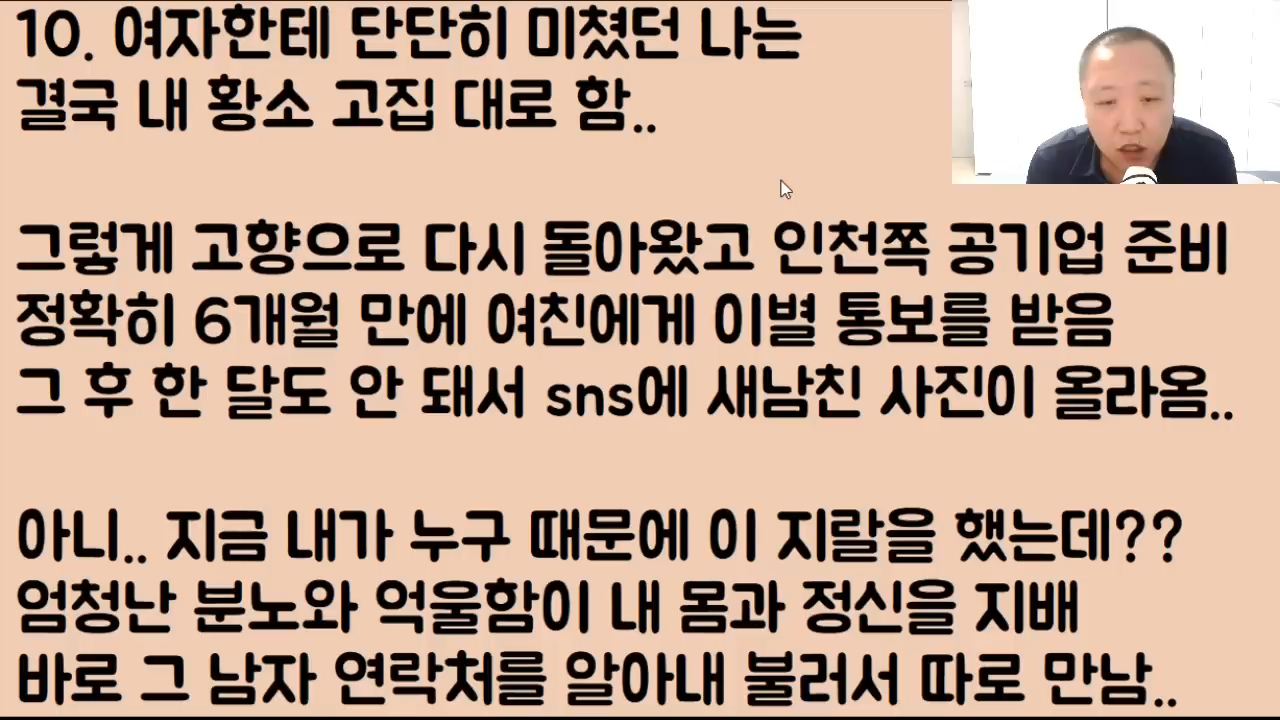 10. 여자한테 단단히 미쳤던 나는
결국 내 황소 고집 대로 함..
그렇게 고향으로 다시 돌아왔고 인천쪽 공기업 준비
정확히 6개월 만에 여친에게 이별 통보를 받음
그 후 한 달도 안 돼서 sns에 새남친 사진이 올라옴..
아니.. 지금 내가 누구 때문에 이 지랄을 했는데??
엄청난 분노와 억울함이 내 몸과 정신을 지배
바로 그 남자 연락처를 알아내 불러서 따로 만남..